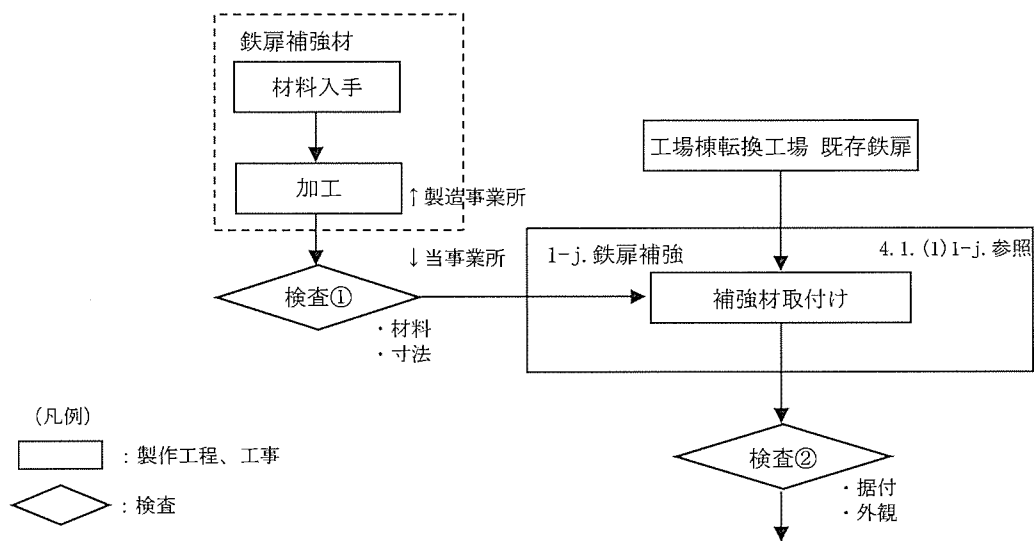 鉄扉補強材
材料入手
加工
↑製造事業所
↓当事業所
検査①
・材料
・寸法
工場棟転換工場 既存鉄扉
1-j. 鉄扉補強
4.1. (1) 1-j. 参照
補強材取付け
検査②
・据付
・外観
(凡例)
:製作工程、工事
:検査